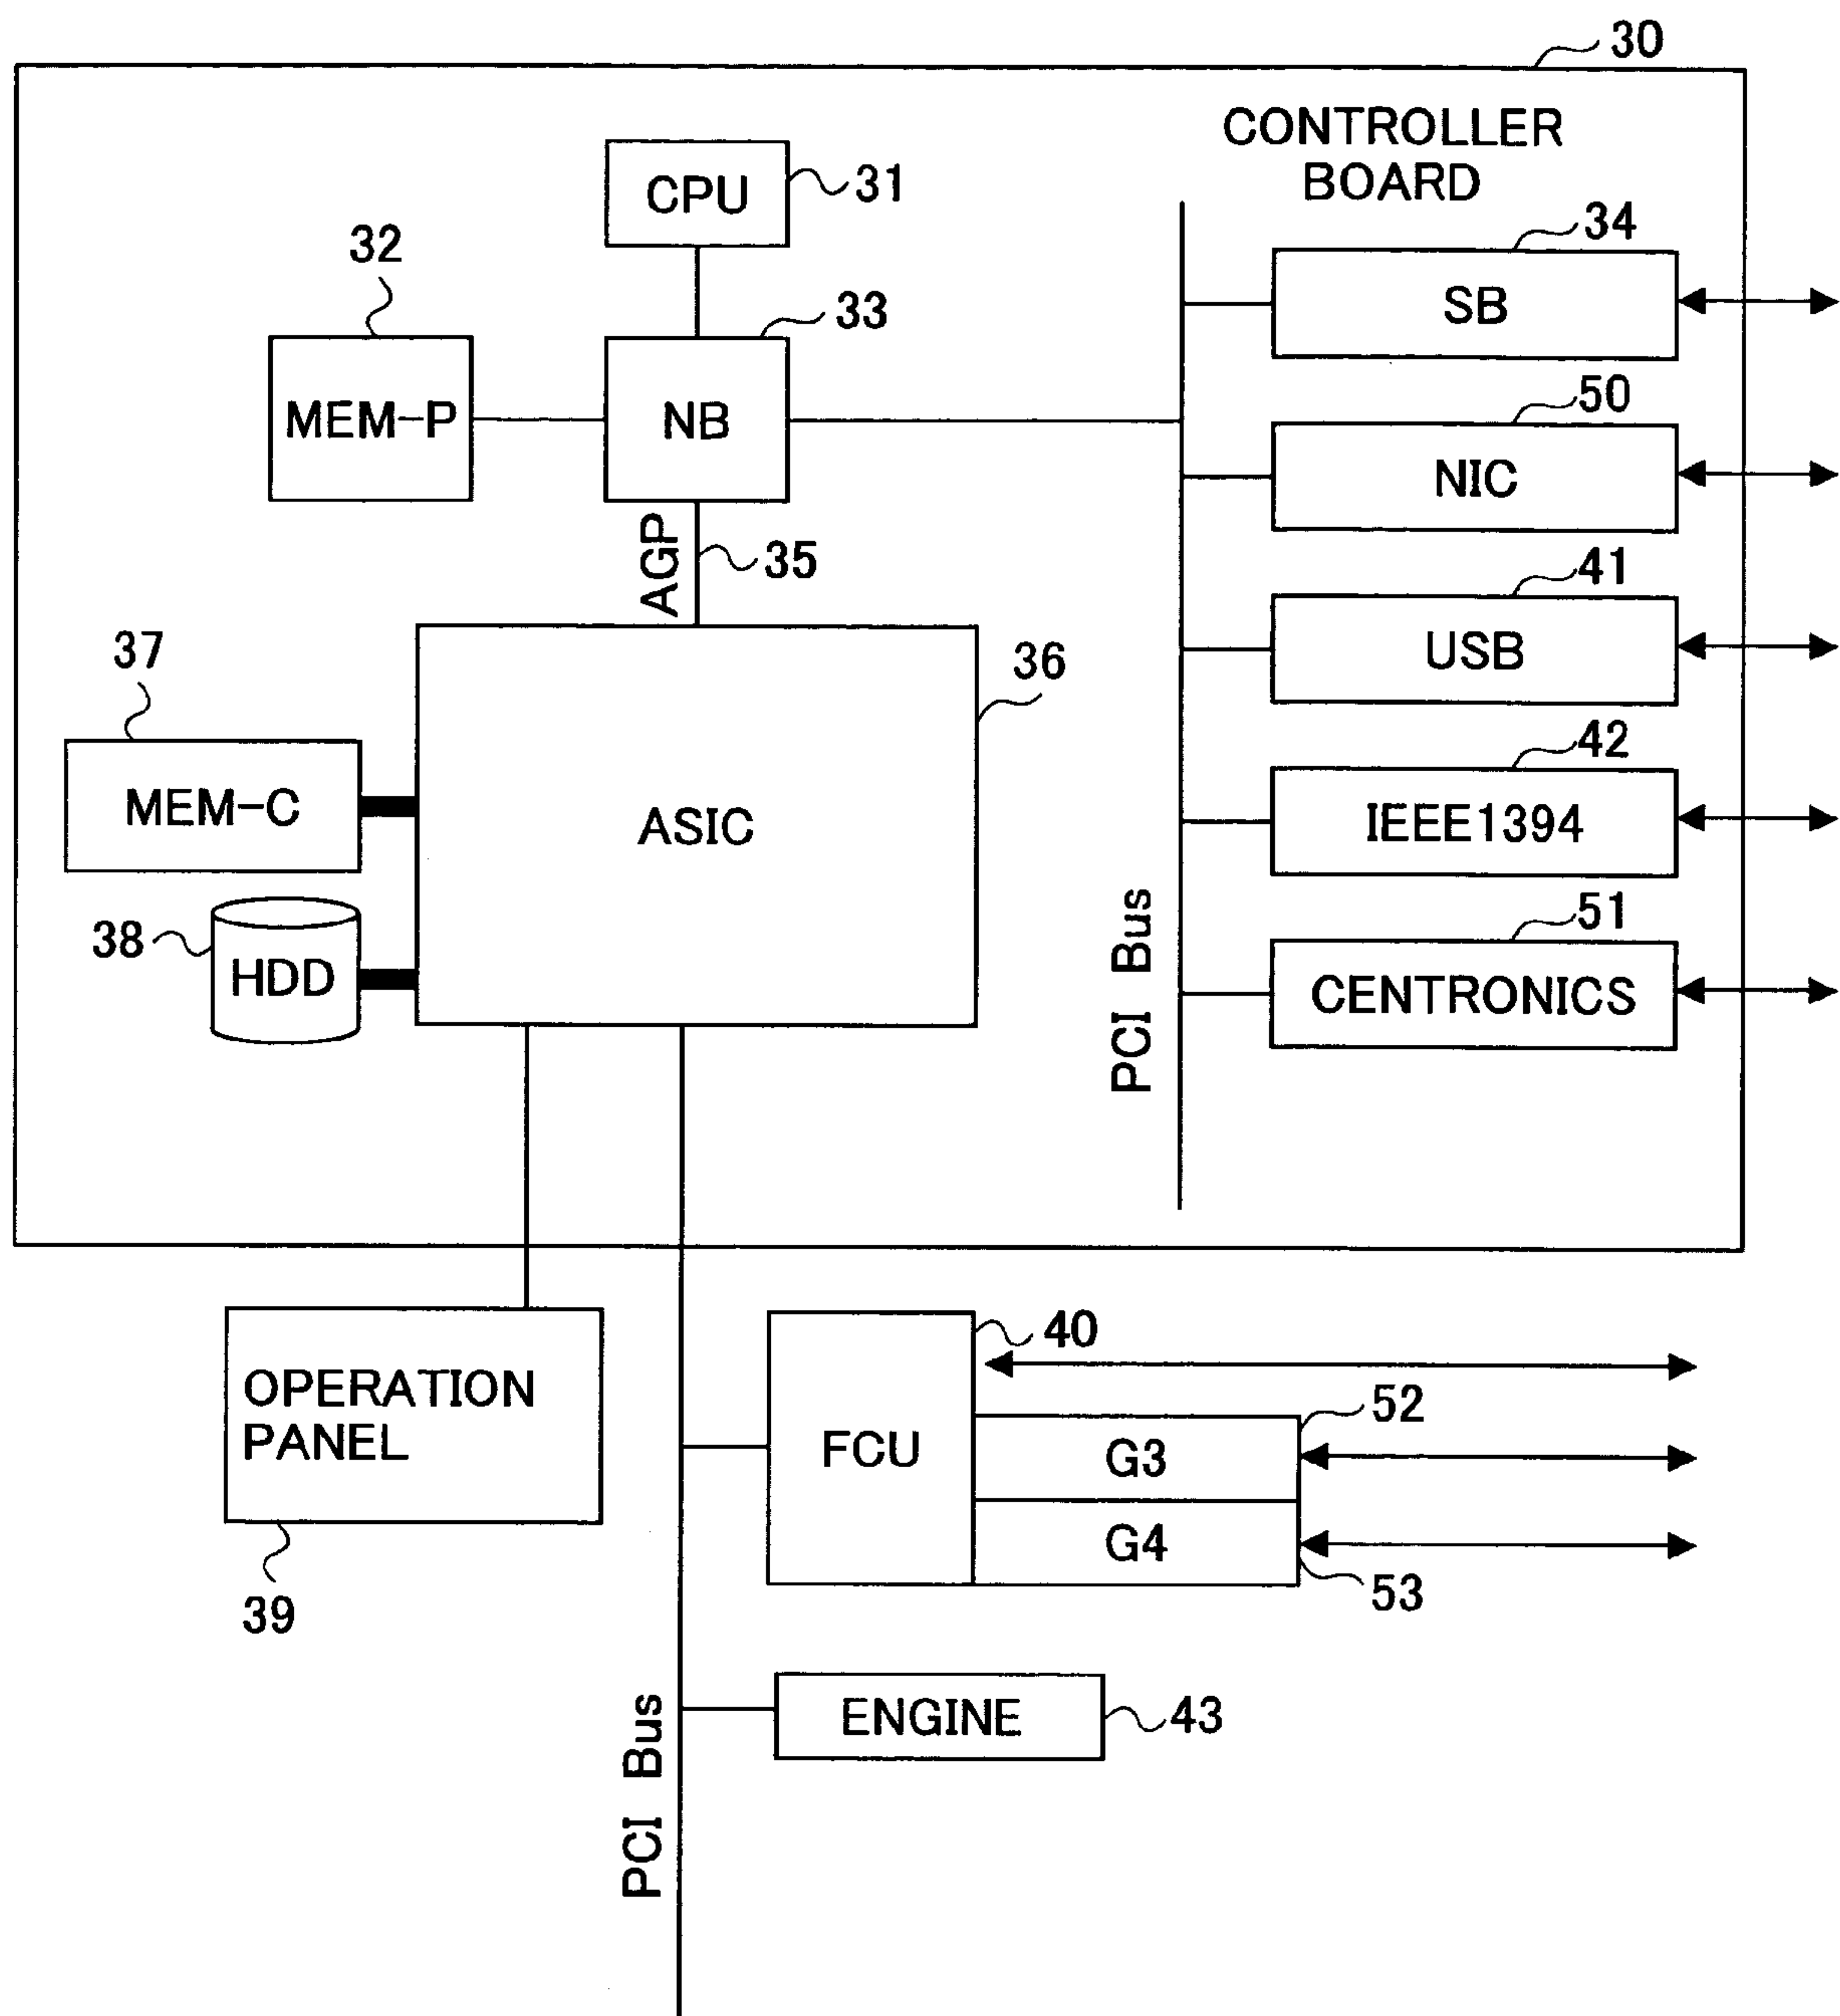 30
CONTROLLER
BOARD
CPU
31
32
33
34
MEM-P
NB
SB
50
NIC
AGP
35
41
USB
37
36
42
MEM-C
ASIC
IEEE1394
38
HDD
51
CENTRONICS
PCI Bus
OPERATION
PANEL
39
40
FCU
52
G3
G4
53
ENGINE
43
PCI Bus